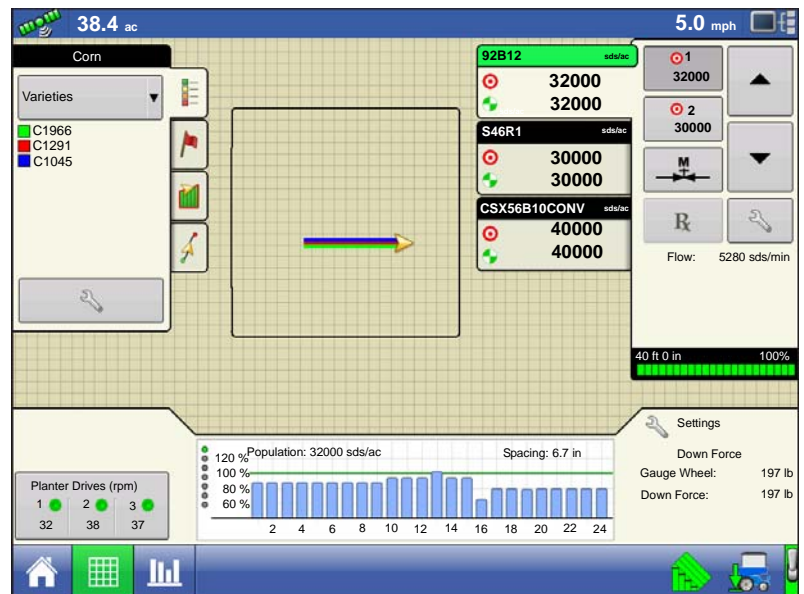 38.4 ac
5.0 mph
Corn
Varieties
C1966
C1291
C1045
92B12 sds/ac
32000
32000
S46R1 sds/ac
30000
30000
CSX56B10CONV sds/ac
40000
40000
1
32000
2
30000
M
Rx
Flow: 5280 sds/min
40 ft 0 in 100%
Settings
Down Force
Gauge Wheel: 197 lb
Down Force: 197 lb
Planter Drives (rpm)
1 2 3
32 38 37
Population: 32000 sds/ac Spacing: 6.7 in
120 %
100 %
80 %
60 %
2 4 6 8 10 12 14 16 18 20 22 24